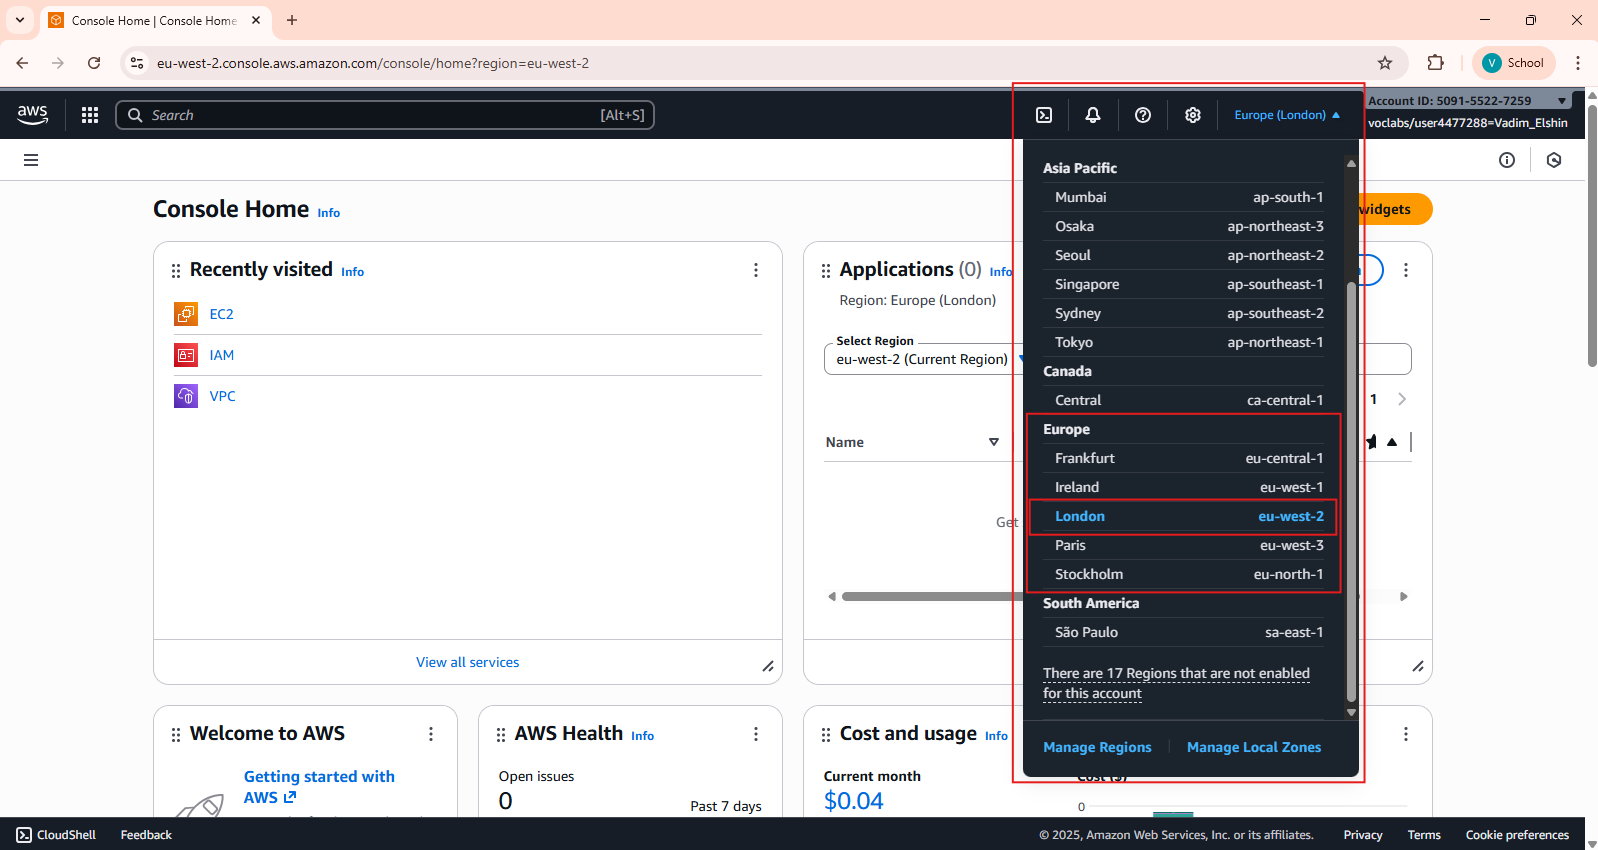 Console Home | Console Home
eu-west-2.console.aws.amazon.com/console/home?region=eu-west-2
V School
aws
Search [Alt+S]
Europe (London)
Account ID: 5091-5522-7259
voclabs/user4477288=Vadim_Elshin
Console Home Info
widgets
Recently visited Info
EC2
IAM
VPC
View all services
Applications (0) Info
Region: Europe (London)
Select Region
eu-west-2 (Current Region)
1
Name
Get
Asia Pacific
Mumbai ap-south-1
Osaka ap-northeast-3
Seoul ap-northeast-2
Singapore ap-southeast-1
Sydney ap-southeast-2
Tokyo ap-northeast-1
Canada
Central ca-central-1
Europe
Frankfurt eu-central-1
Ireland eu-west-1
London eu-west-2
Paris eu-west-3
Stockholm eu-north-1
South America
São Paulo sa-east-1
There are 17 Regions that are not enabled
for this account
Manage Regions Manage Local Zones
Welcome to AWS
Getting started with
AWS
AWS Health Info
Open issues
0
Past 7 days
Cost and usage Info
Current month
$0.04
Cost ($)
0
CloudShell Feedback
© 2025, Amazon Web Services, Inc. or its affiliates. Privacy Terms Cookie preferences